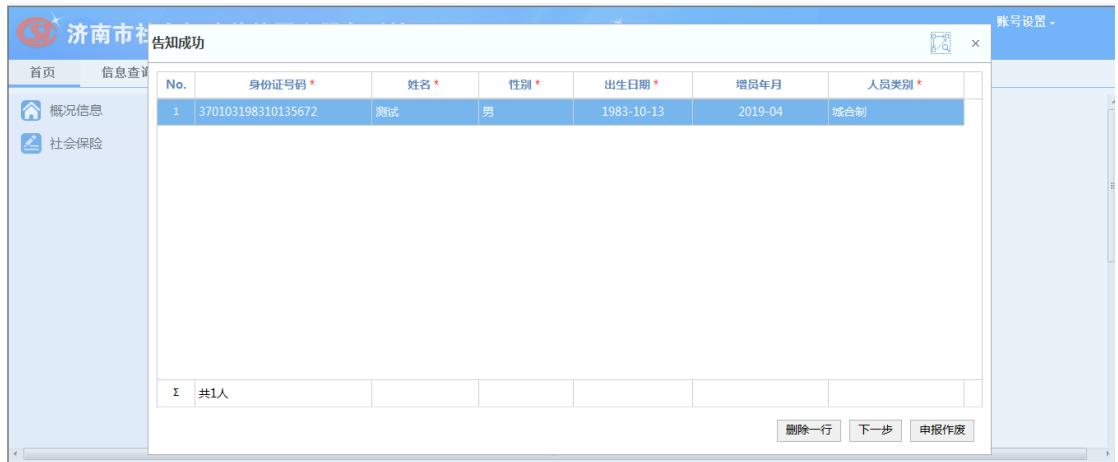 济南市社
账号设置
告知成功
首页 信息查询
概况信息
社会保险
No. 身份证号码 * 姓名 * 性别 * 出生日期 * 增员年月 人员类别 *
1 370103198310135672 测试 男 1983-10-13 2019-04 城合制
Σ 共1人
删除一行 下一步 申报作废